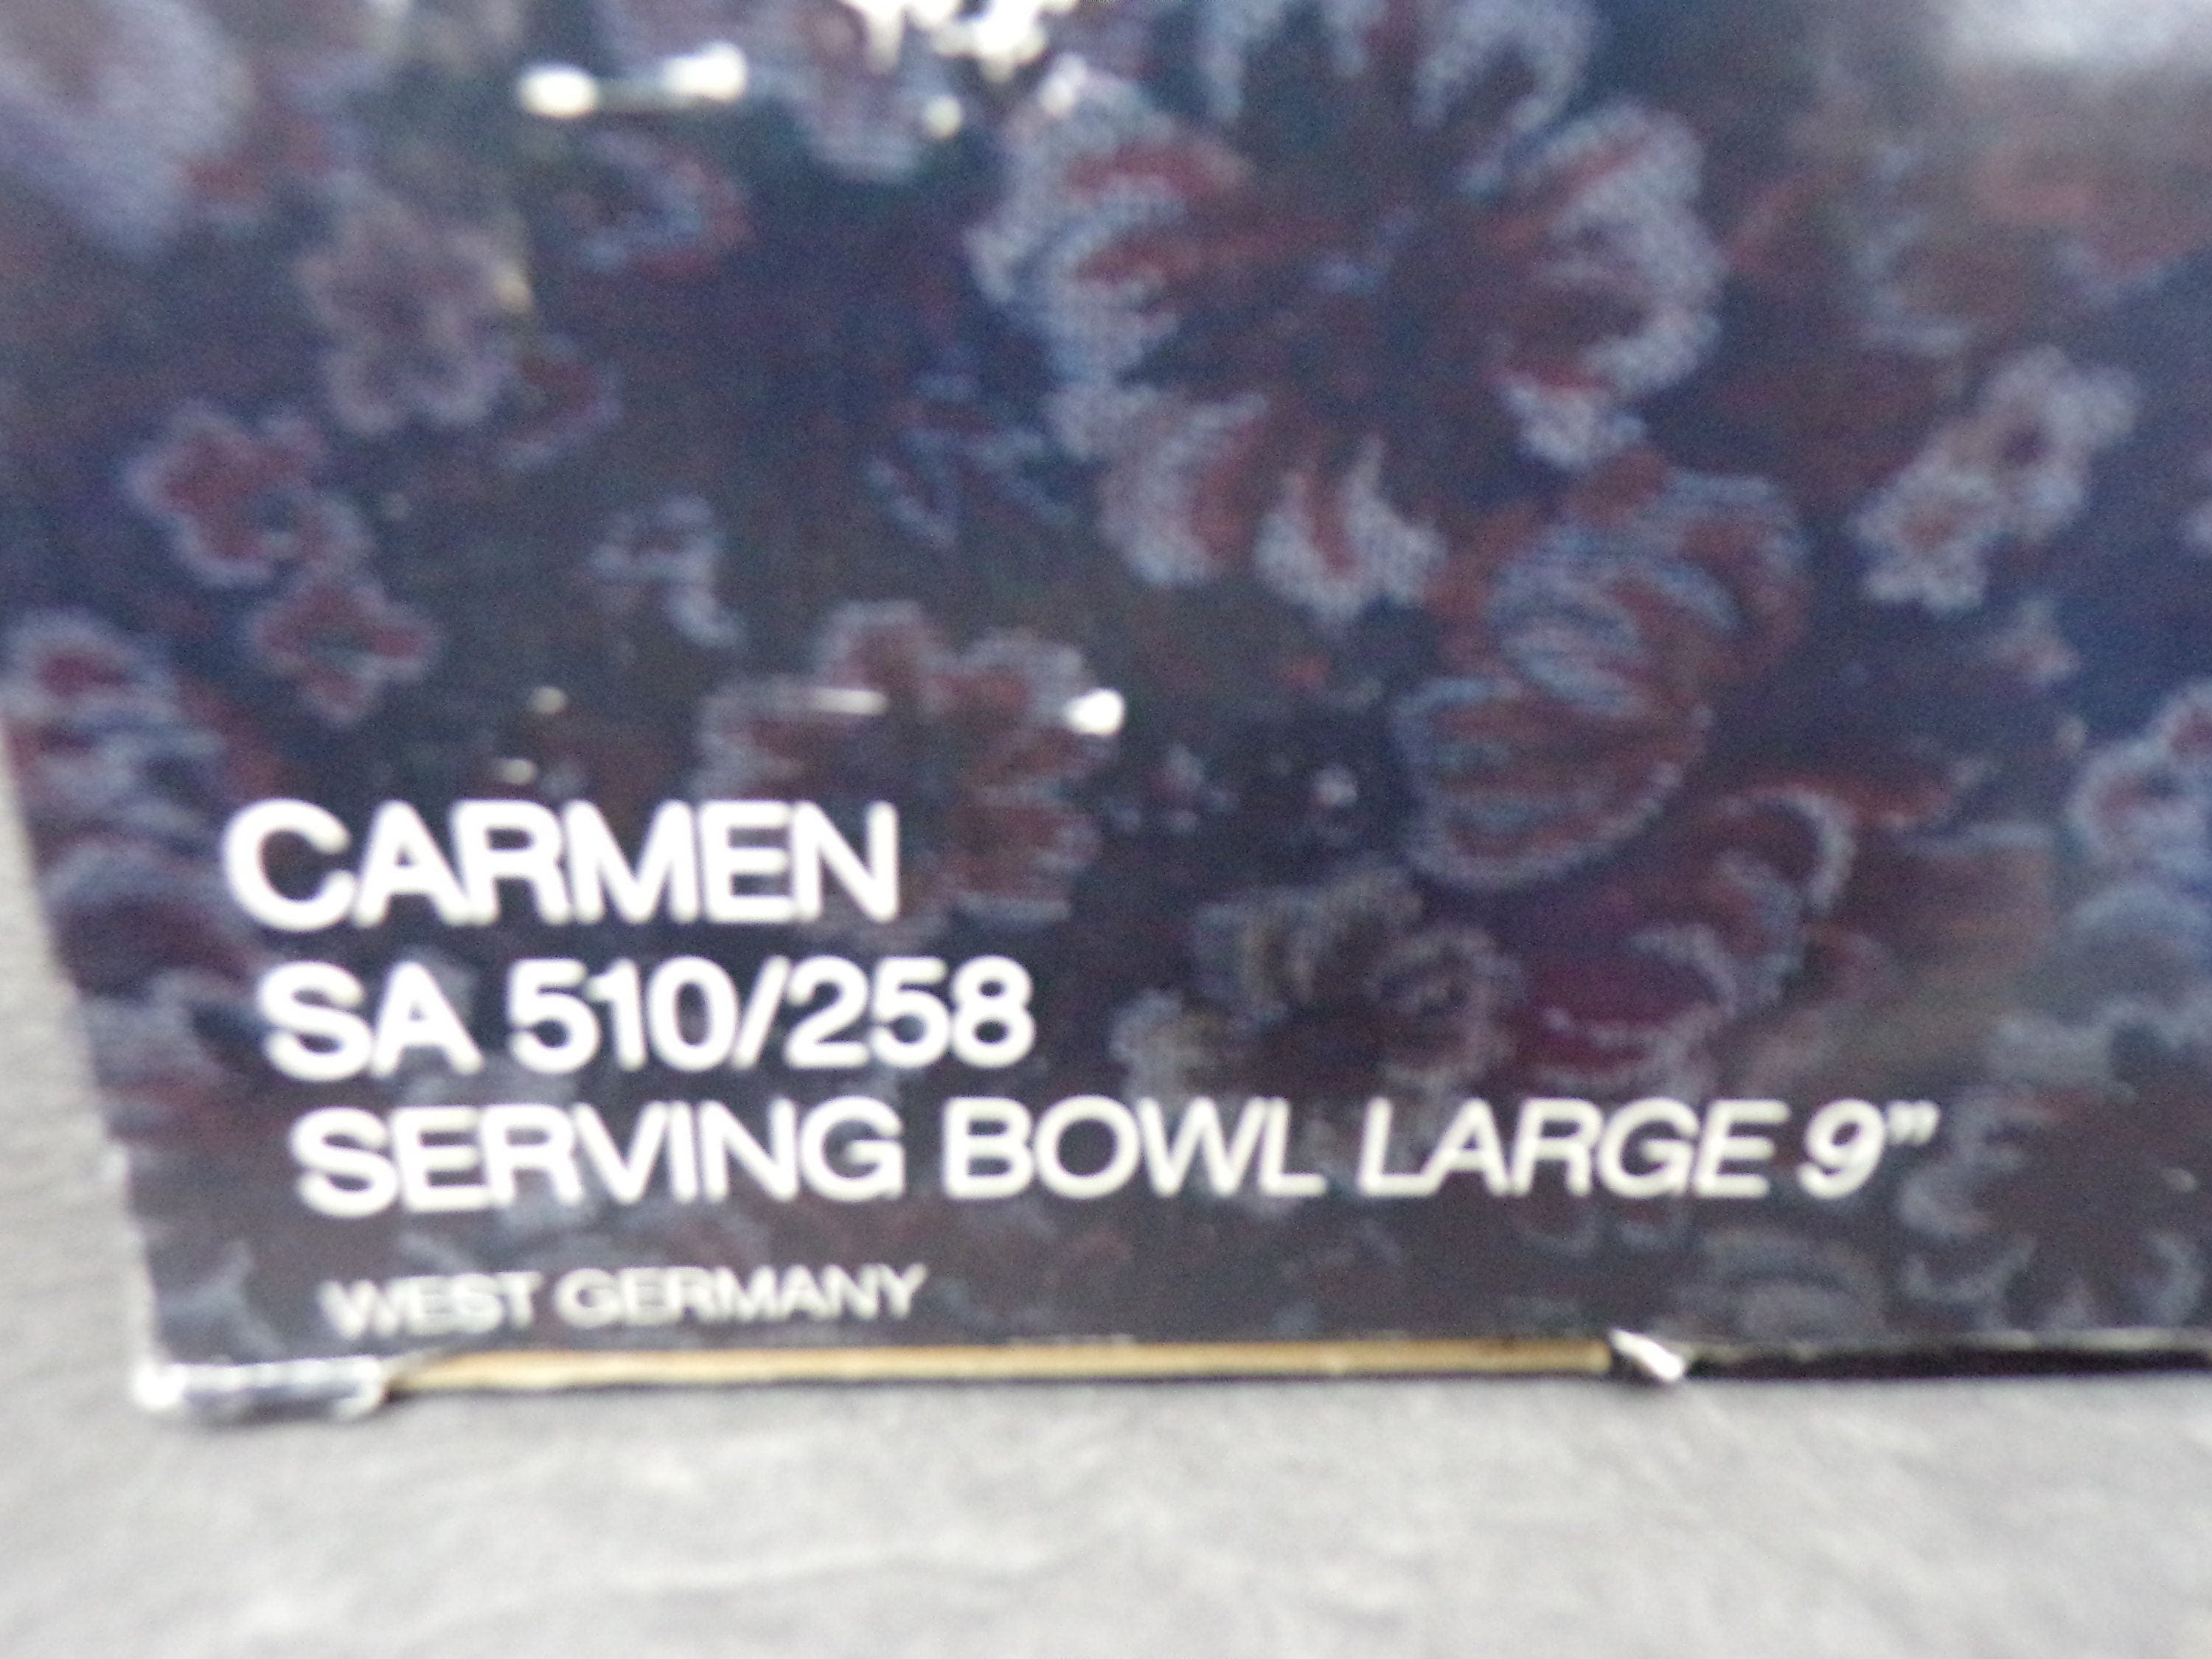 CARMEN
SA 510/258
SERVING BOWL LARGE 9”
WEST GERMANY